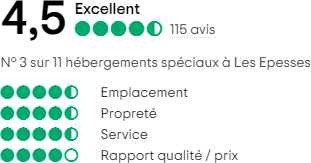 4,5
Excellent
115 avis
N° 3 sur 11 hébergements spéciaux à Les Epesses
Emplacement
Propreté
Service
Rapport qualité / prix